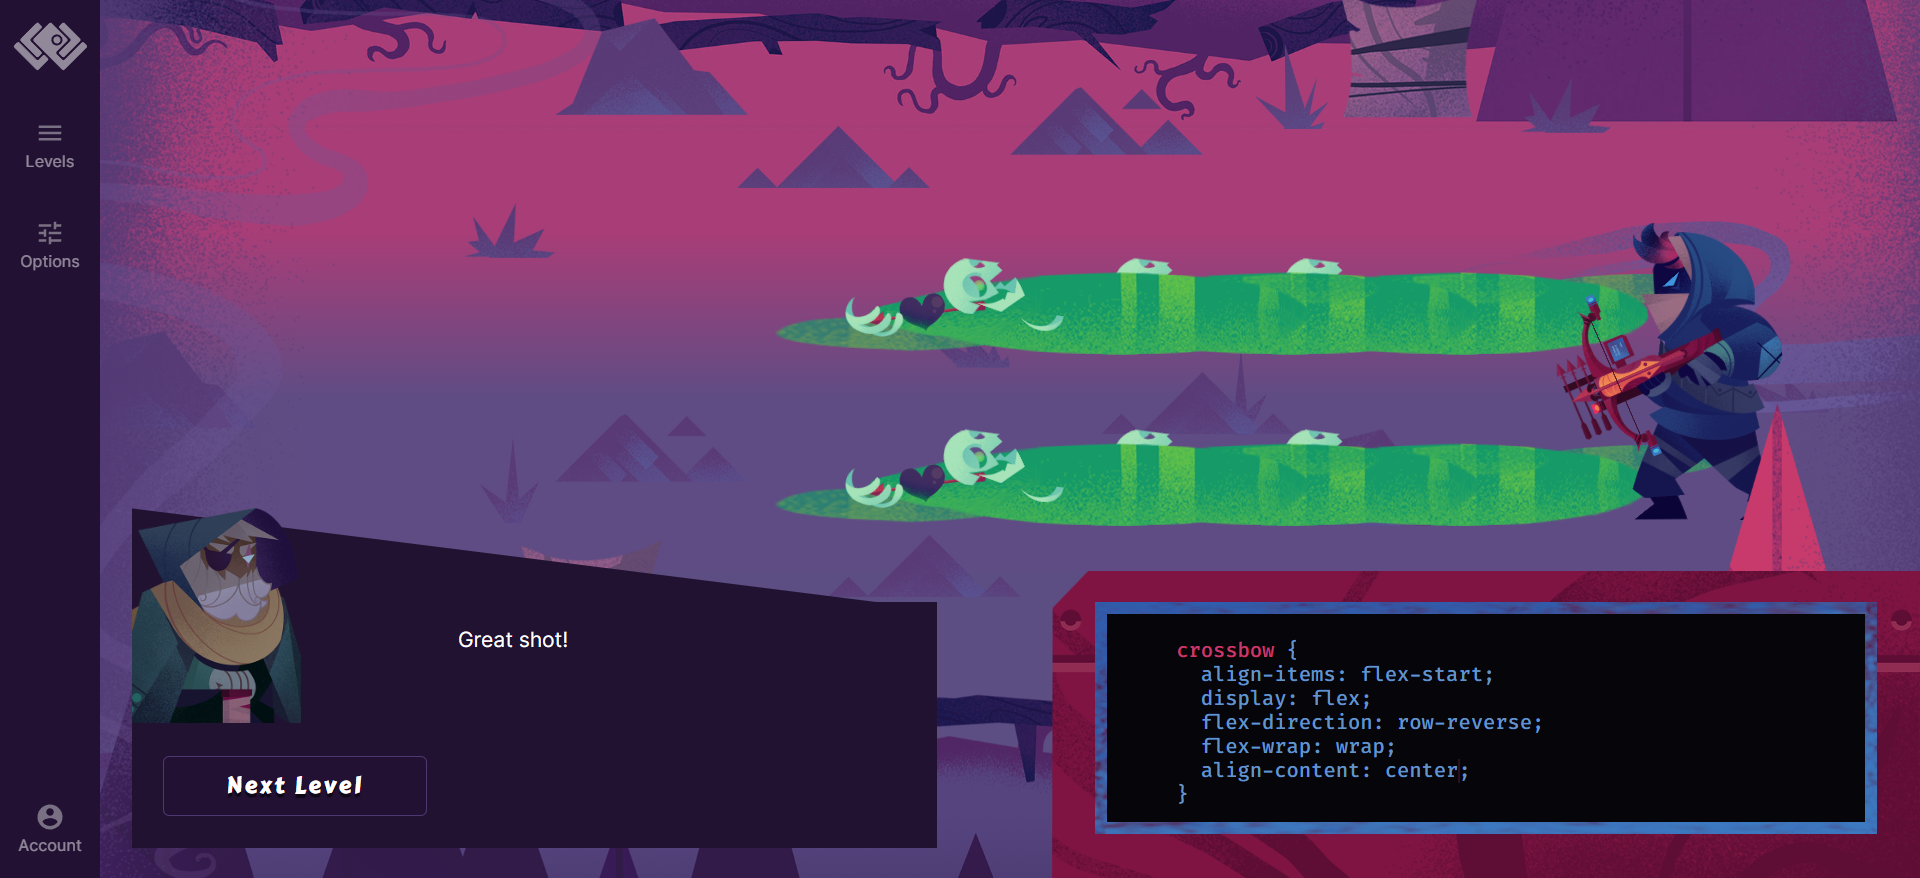 Levels
Options
Great shot!
Next Level
Account
crossbow {
  align-items: flex-start;
  display: flex;
  flex-direction: row-reverse;
  flex-wrap: wrap;
  align-content: center;
}